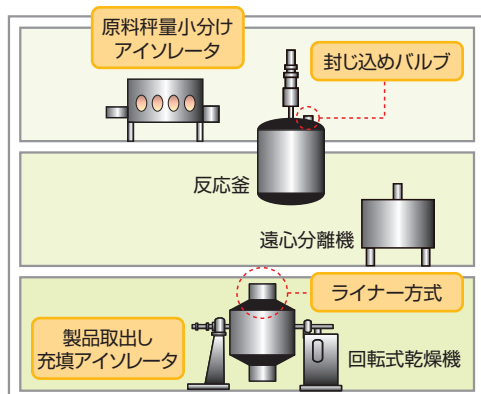 原料秤量小分け
アイソレータ
封じ込めバルブ
反応釜
遠心分離機
ライナー方式
製品取出し
充填アイソレータ
回転式乾燥機